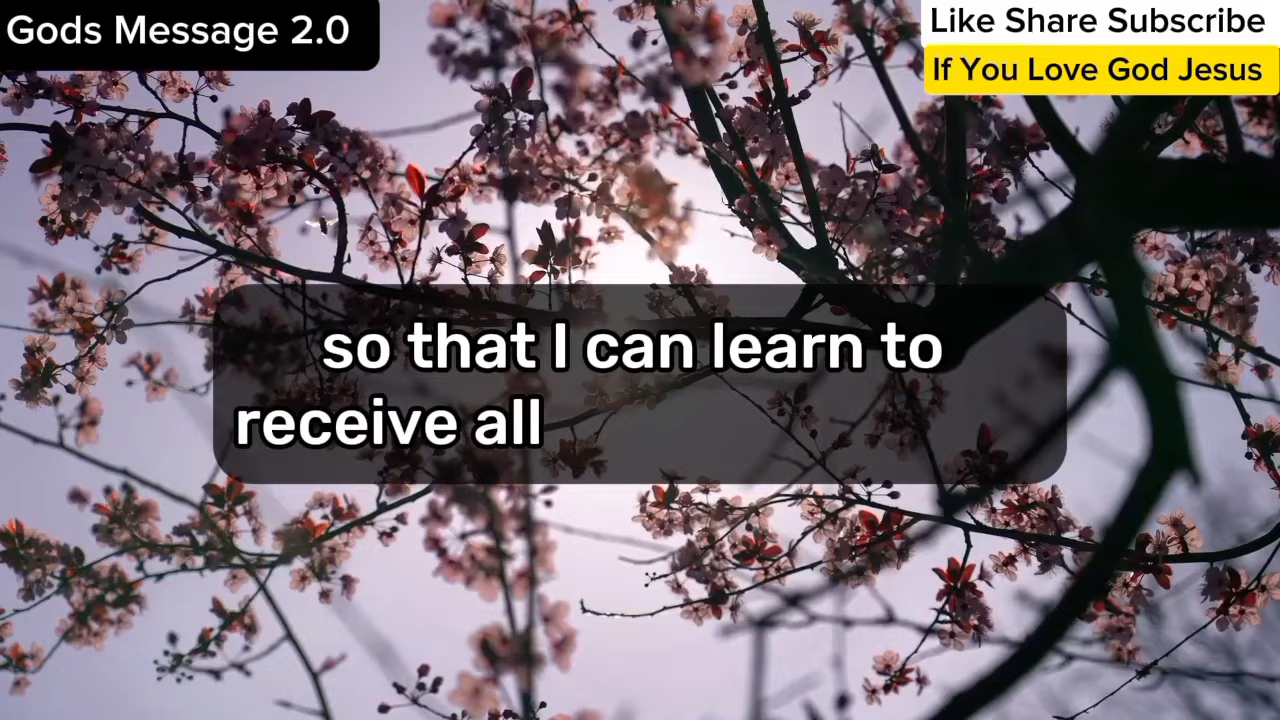 Gods Message 2.0
Like Share Subscribe
If You Love God Jesus
so that I can learn to
receive all